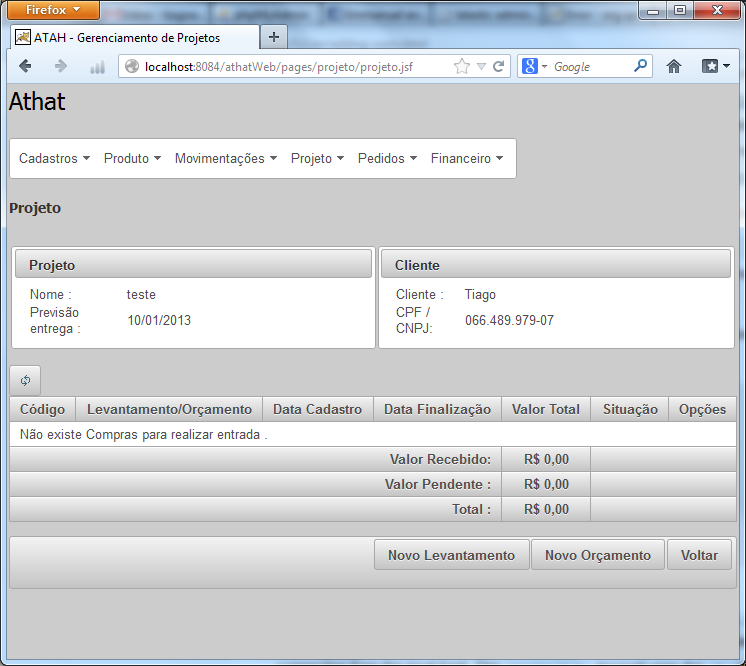 Firefox
ATAH - Gerenciamento de Projetos
localhost:8084/athatWeb/pages/projeto/projeto.jsf
Google
Athat
Cadastros Produto Movimentações Projeto Pedidos Financeiro
Projeto
Projeto
Nome : teste
Previsão entrega : 10/01/2013
Cliente
Cliente : Tiago
CPF / CNPJ: 066.489.979-07
Código Levantamento/Orçamento Data Cadastro Data Finalização Valor Total Situação Opções
Não existe Compras para realizar entrada .
Valor Recebido: R$ 0,00
Valor Pendente : R$ 0,00
Total : R$ 0,00
Novo Levantamento Novo Orçamento Voltar